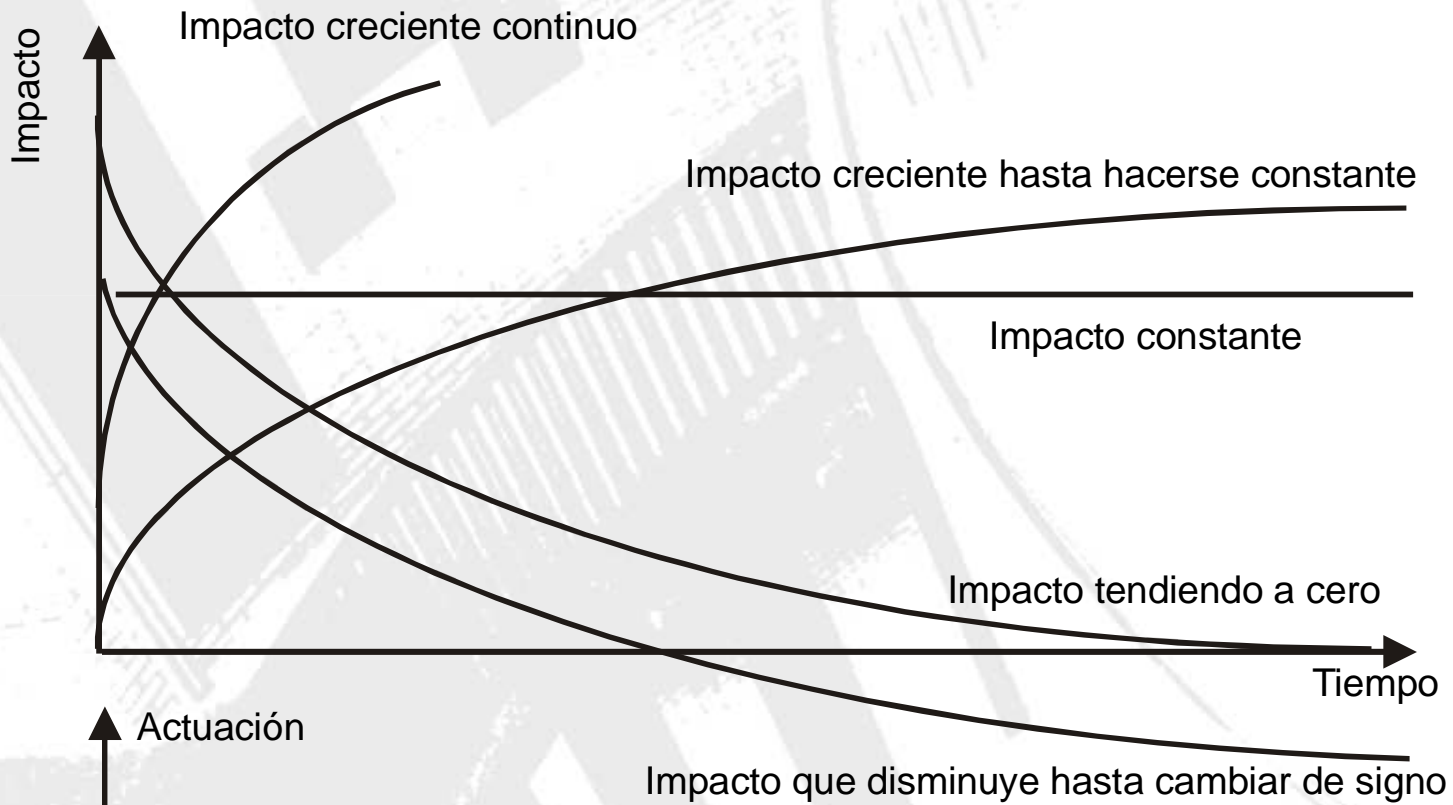 Impacto creciente continuo
Impacto
Impacto creciente hasta hacerse constante
Impacto constante
Impacto tendiendo a cero
Tiempo
Actuación
Impacto que disminuye hasta cambiar de signo